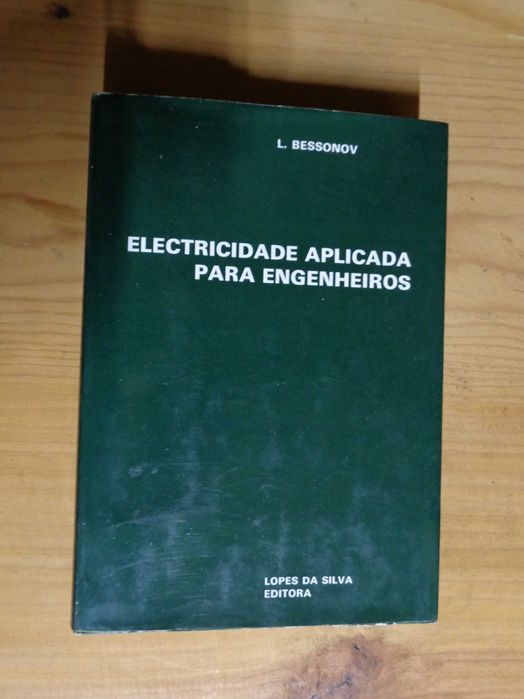 L. BESSONOV
ELECTRICIDADE APLICADA
PARA ENGENHEIROS
LOPES DA SILVA
EDITORA